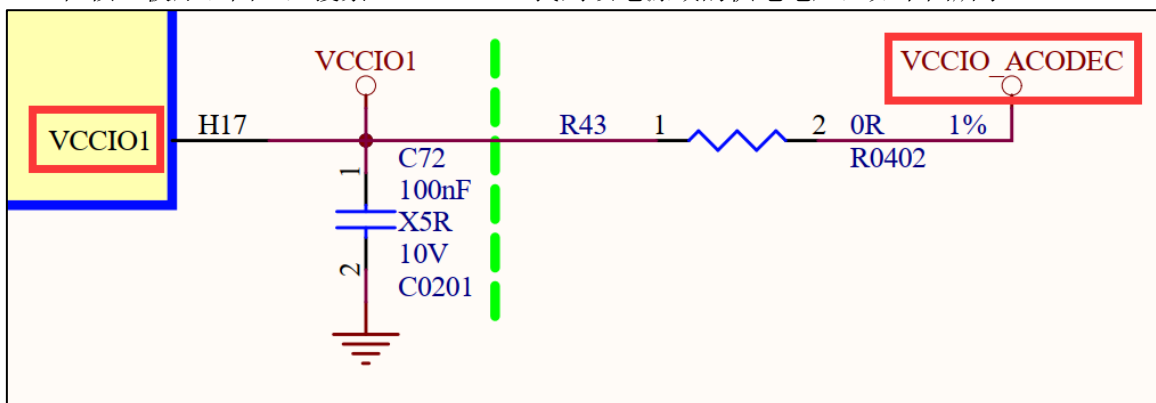 VCCIO1
VCCIO_ACODEC
VCCIO1
H17
R43
1
2
0R
1%
R0402
C72
100nF
X5R
10V
C0201
1
2